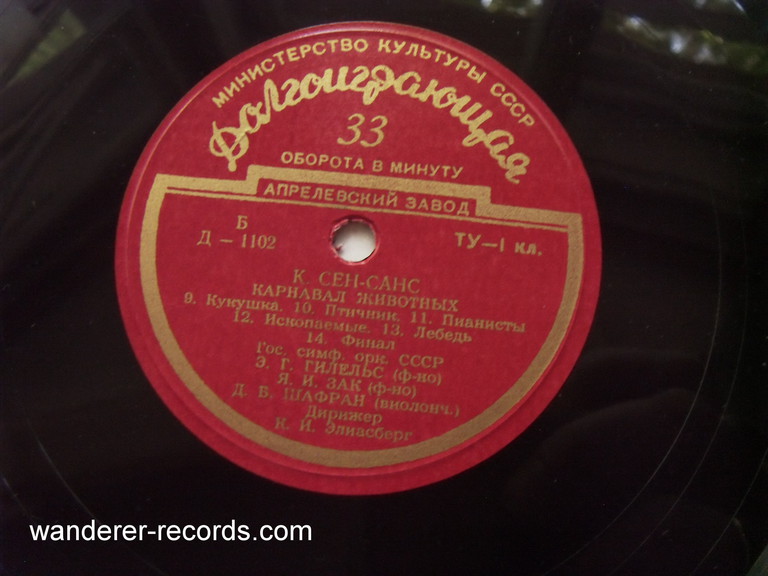 МИНИСТЕРСТВО КУЛЬТУРЫ СССР
Долгоиграющая
33
ОБОРОТА В МИНУТУ
АПРЕЛЕВСКИЙ ЗАВОД
Б
Д — 1102
ТУ—1 кл.
К. СЕН-САНС
КАРНАВАЛ ЖИВОТНЫХ
9. Кукушка. 10. Птичник. 11. Пианисты
12. Ископаемые. 13. Лебедь
14. Финал
Гос. симф. орк. СССР
Э. Г. ГИЛЕЛЬС (ф-но)
Я. И. ЗАК (ф-но)
Д. Б. ШАФРАН (виолонч.)
Дирижер
К. И. Элиасберг
wanderer-records.com